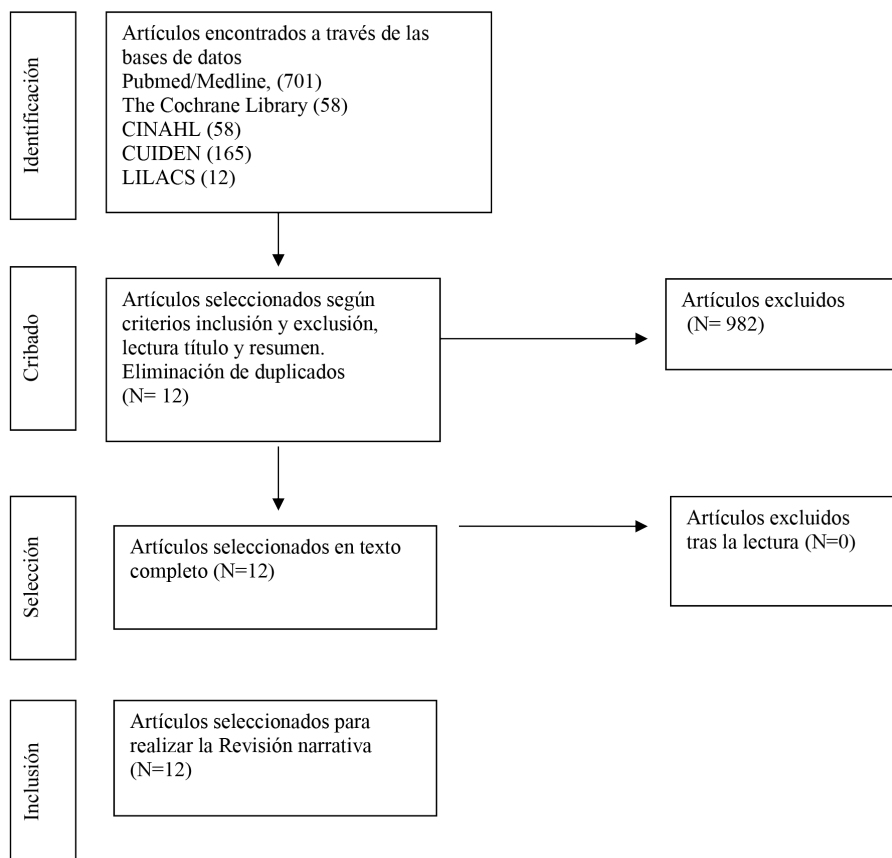 Identificación
Artículos encontrados a través de las
bases de datos
Pubmed/Medline, (701)
The Cochrane Library (58)
CINAHL (58)
CUIDEN (165)
LILACS (12)
Cribado
Artículos seleccionados según
criterios inclusión y exclusión,
lectura título y resumen.
Eliminación de duplicados
(N= 12)
Artículos excluidos
(N= 982)
Selección
Artículos seleccionados en texto
completo (N=12)
Artículos excluidos
tras la lectura (N=0)
Inclusión
Artículos seleccionados para
realizar la Revisión narrativa
(N=12)